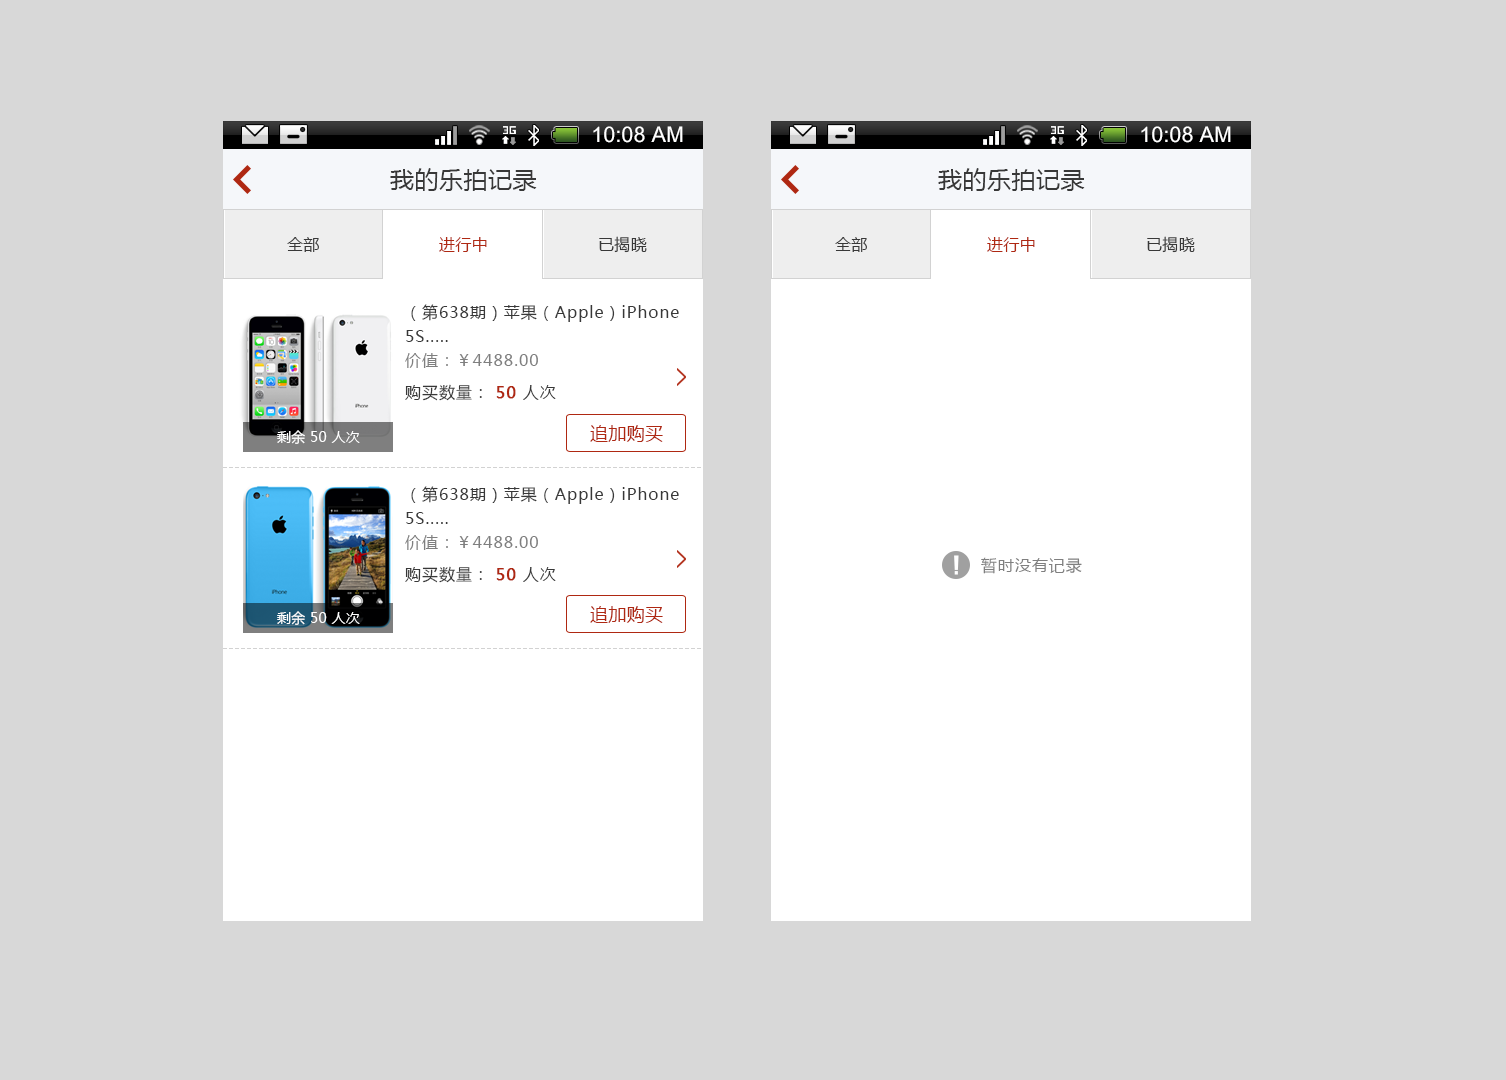 3G 10:08 AM
我的乐拍记录
全部 进行中 已揭晓
（第638期）苹果（Apple）iPhone
5S.....
价值：￥4488.00
购买数量： 50 人次
iPhone
剩余 50 人次
追加购买
（第638期）苹果（Apple）iPhone
5S.....
价值：￥4488.00
购买数量： 50 人次
iPhone
剩余 50 人次
追加购买
3G 10:08 AM
我的乐拍记录
全部 进行中 已揭晓
暂时没有记录